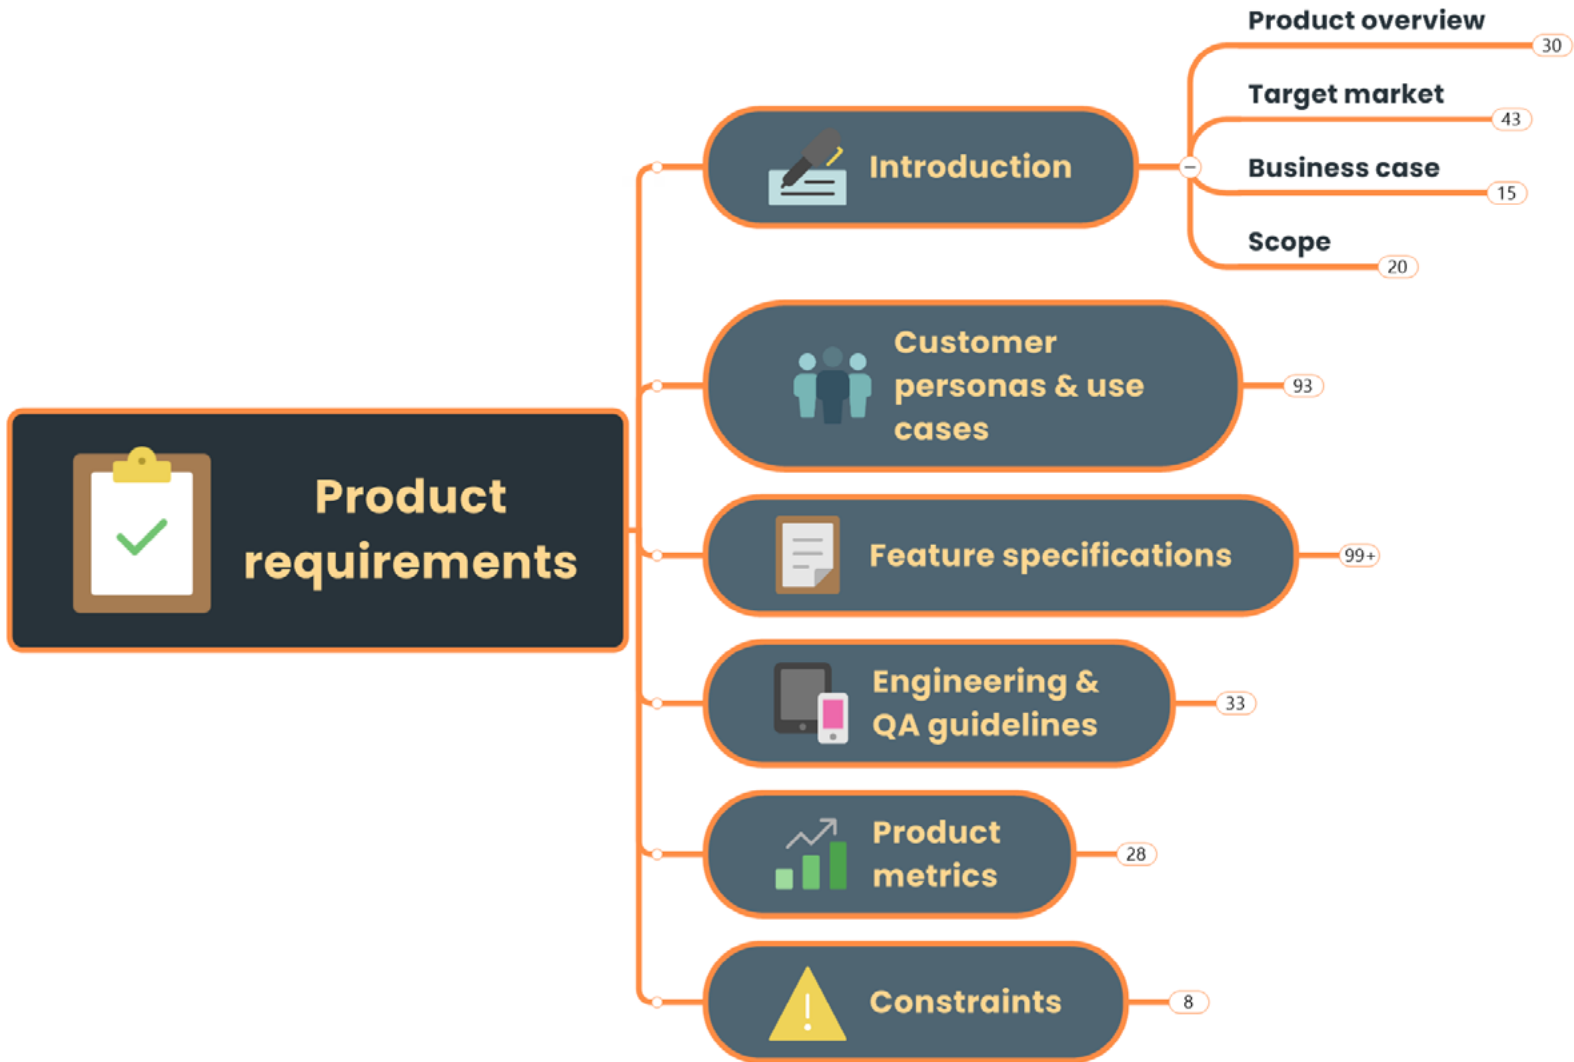 Product overview
30
Target market
43
Introduction
Business case
15
Scope
20
Customer
personas & use
cases
93
Product
requirements
Feature specifications
99+
Engineering &
QA guidelines
33
Product
metrics
28
Constraints
8